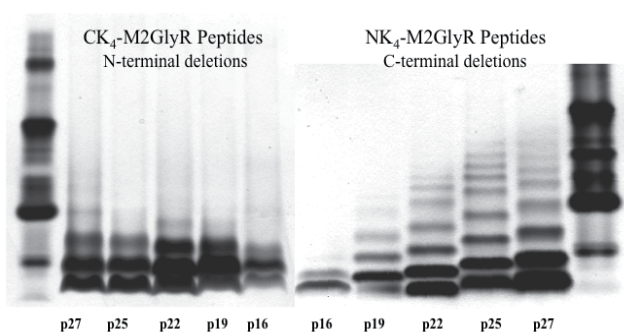 CK4-M2GlyR Peptides
N-terminal deletions
NK4-M2GlyR Peptides
C-terminal deletions
p27 p25 p22 p19 p16
p16 p19 p22 p25 p27